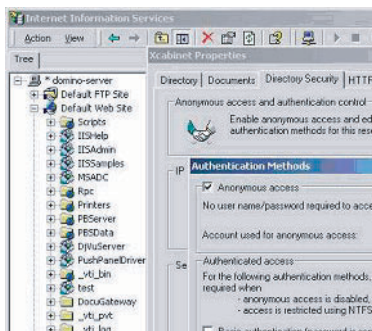 Internet Information Services
Action View
Tree
* domino-server
Default FTP Site
Default Web Site
Scripts
IISHelp
IISAdmin
IISSamples
MSADC
Rpc
Printers
PBServer
PBSData
DjVuServer
PushPanelDriver
_vti_bin
test
DocuGateway
_vti_pvt
_vti_log
Xcabinet Properties
Directory Documents Directory Security HTTP
Anonymous access and authentication control
Enable anonymous access and ed
authentication methods for this res
IP
Authentication Methods
Anonymous access
No user name/password required to acce
Account used for anonymous access:
Se
Authenticated access
For the following authentication methods,
required when
- anonymous access is disabled,
- access is restricted using NTFS